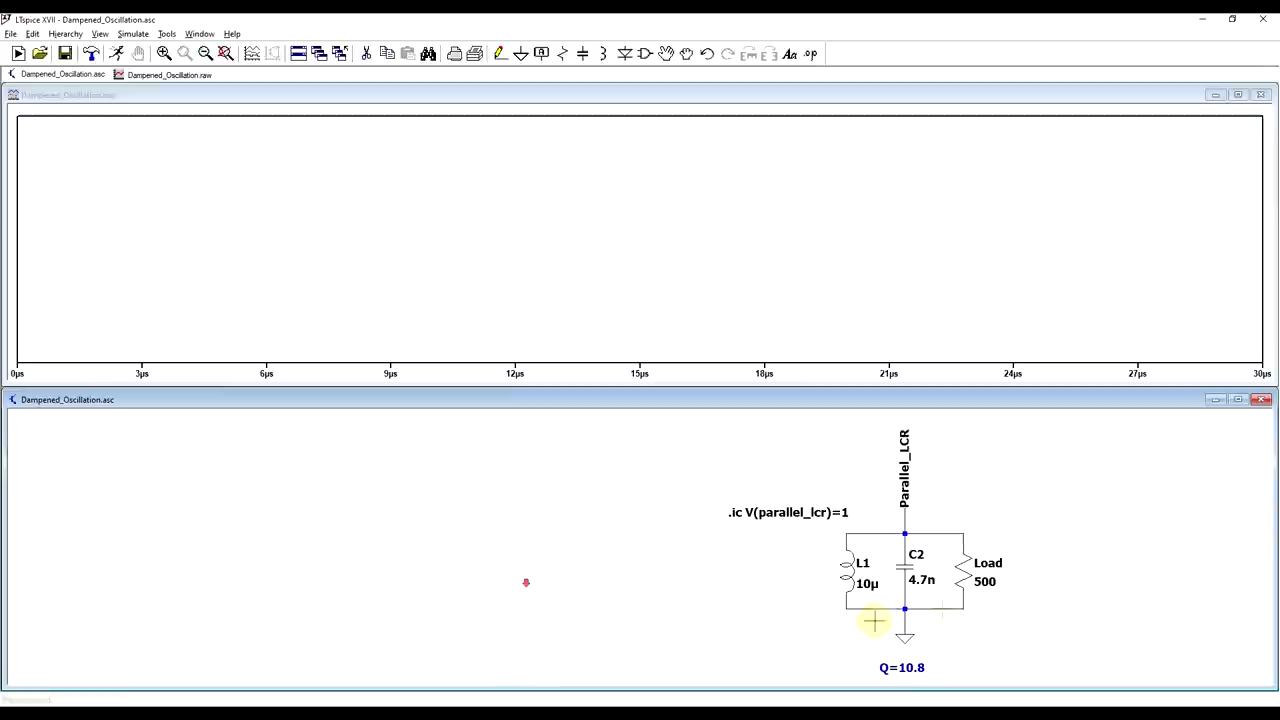 LTspice XVII - Dampened_Oscillation.asc
File Edit Hierarchy View Simulate Tools Window Help
Dampened_Oscillation.asc Dampened_Oscillation.raw
0µs 3µs 6µs 9µs 12µs 15µs 18µs 21µs 24µs 27µs 30µs
Dampened_Oscillation.asc
Parallel_LCR
.ic V(parallel_lcr)=1
L1
10µ
C2
4.7n
Load
500
Q=10.8